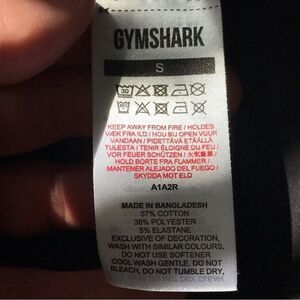 GYMSHARK
S
30
KEEP AWAY FROM FIRE / HOLDES
VÆK FRA ILD / HOU BIJ OPEN VUUR
VANDAAN / PIDETTÄVÄ ETÄÄLLÄ
TULESTA / TENIR ÉLOIGNÉ DU FEU /
VOR FEUER SCHÜTZEN /
HOLD BORTE FRA FLAMMER /
MANTENER ALEJADO DEL FUEGO /
SKYDDA MOT ELD
A1A2R
MADE IN BANGLADESH
57% COTTON
38% POLYESTER
5% ELASTANE
EXCLUSIVE OF DECORATION,
WASH WITH SIMILAR COLOURS,
DO NOT USE SOFTENER
COOL WASH GENTLE, DO NOT
BLEACH, DO NOT TUMBLE DRY,